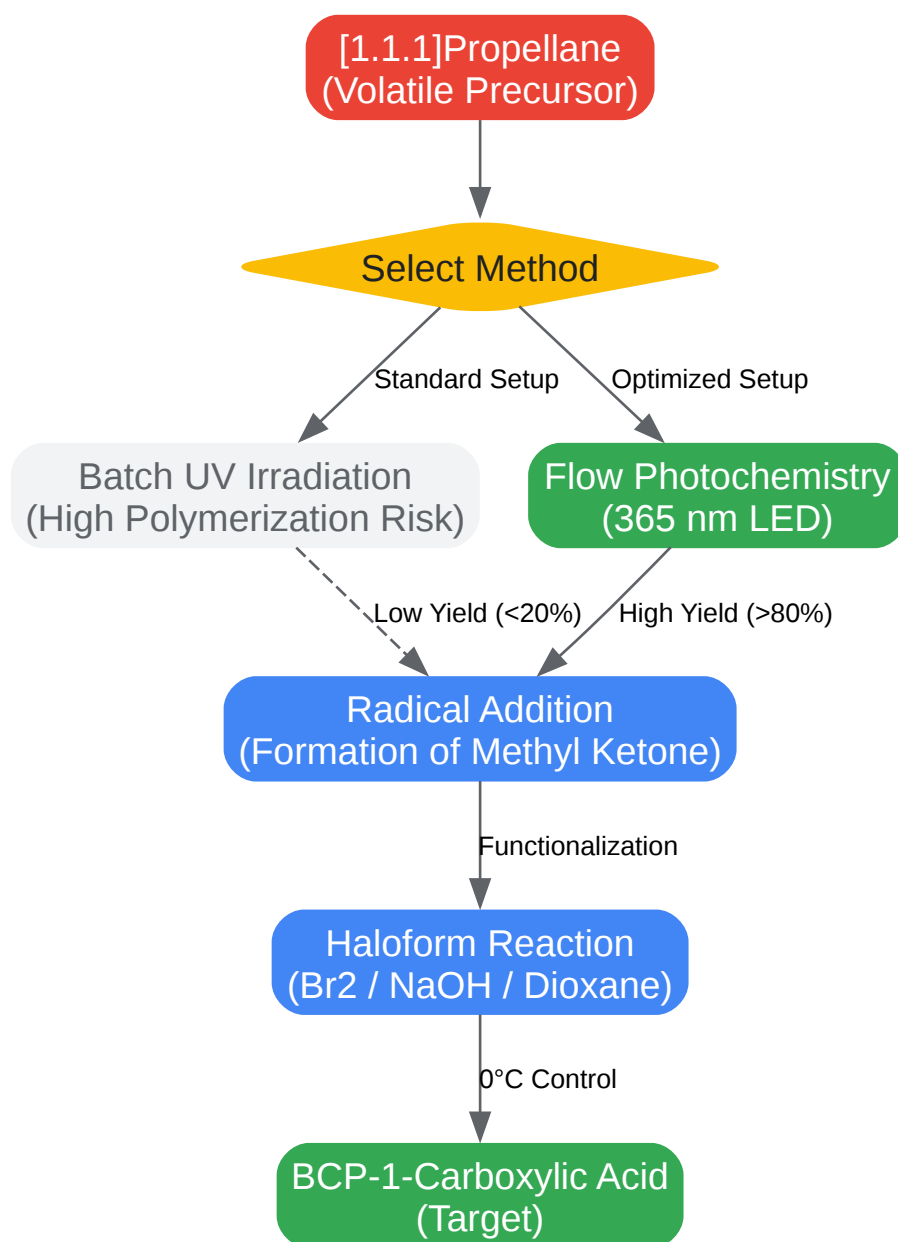 [1.1.1]Propellane
(Volatile Precursor)
Select Method
Standard Setup
Optimized Setup
Batch UV Irradiation
(High Polymerization Risk)
Flow Photochemistry
(365 nm LED)
Low Yield (<20%)
High Yield (>80%)
Radical Addition
(Formation of Methyl Ketone)
Functionalization
Haloform Reaction
(Br2 / NaOH / Dioxane)
0°C Control
BCP-1-Carboxylic Acid
(Target)